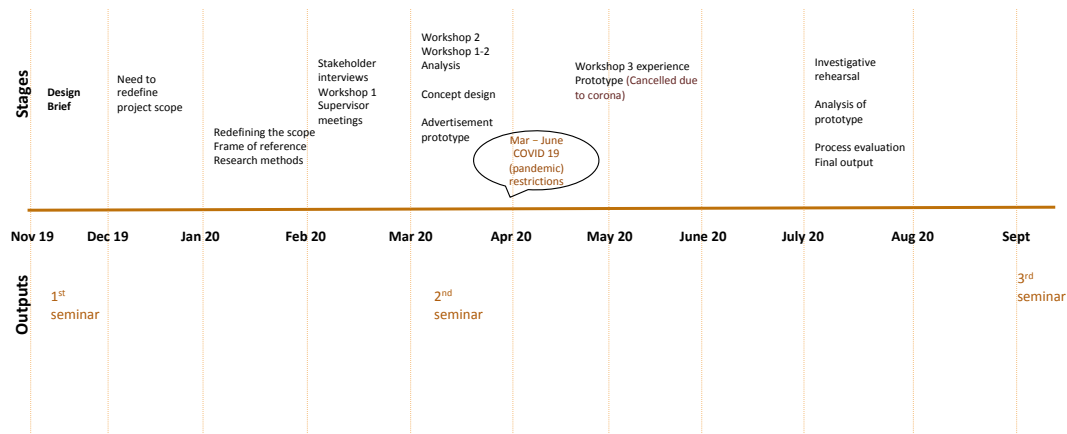 Stages
Design
Brief
Need to
redefine
project scope
Redefining the scope
Frame of reference
Research methods
Stakeholder
interviews
Workshop 1
Supervisor
meetings
Workshop 2
Workshop 1-2
Analysis
Concept design
Advertisement
prototype
Mar – June
COVID 19
(pandemic)
restrictions
Workshop 3 experience
Prototype (Cancelled due
to corona)
Investigative
rehearsal
Analysis of
prototype
Process evaluation
Final output
Nov 19 Dec 19 Jan 20 Feb 20 Mar 20 Apr 20 May 20 June 20 July 20 Aug 20 Sept
Outputs
1st
seminar
2nd
seminar
3rd
seminar